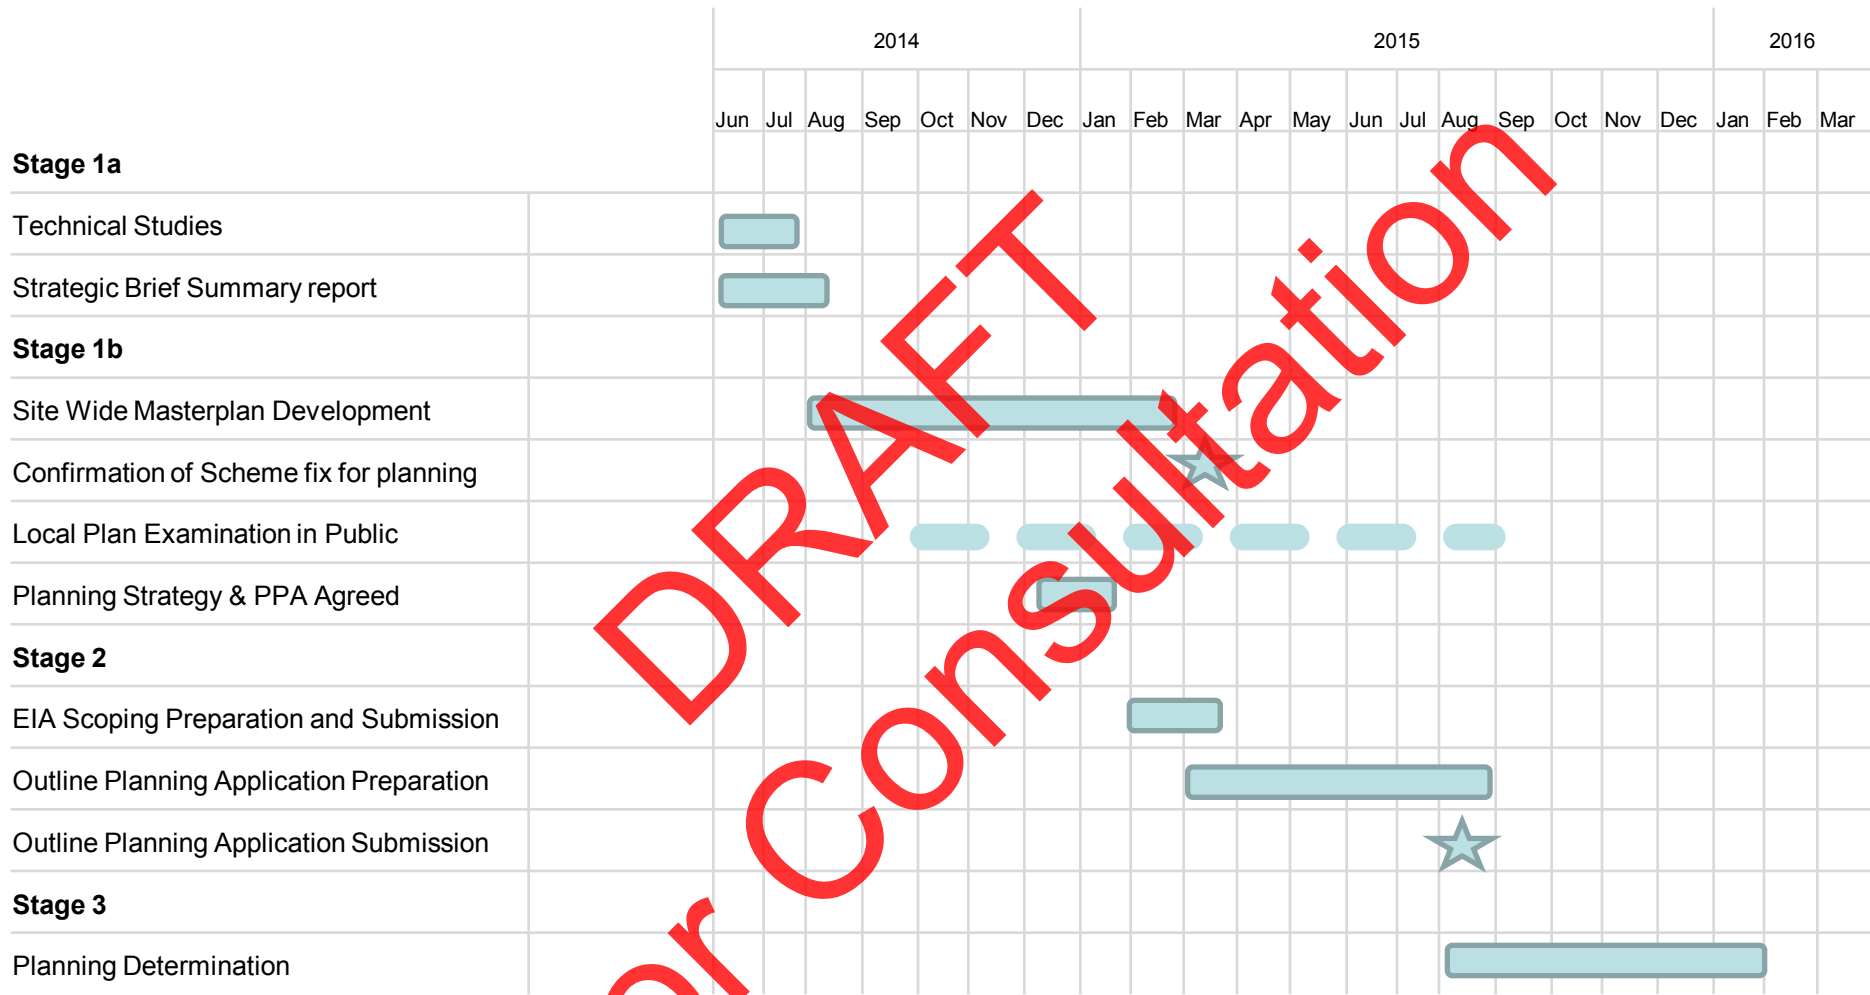 2014 2015 2016
Jun Jul Aug Sep Oct Nov Dec Jan Feb Mar Apr May Jun Jul Aug Sep Oct Nov Dec Jan Feb Mar
Stage 1a
Technical Studies
Strategic Brief Summary report
Stage 1b
Site Wide Masterplan Development
Confirmation of Scheme fix for planning
Local Plan Examination in Public
Planning Strategy & PPA Agreed
Stage 2
EIA Scoping Preparation and Submission
Outline Planning Application Preparation
Outline Planning Application Submission
Stage 3
Planning Determination
DRAFT
or Consultation